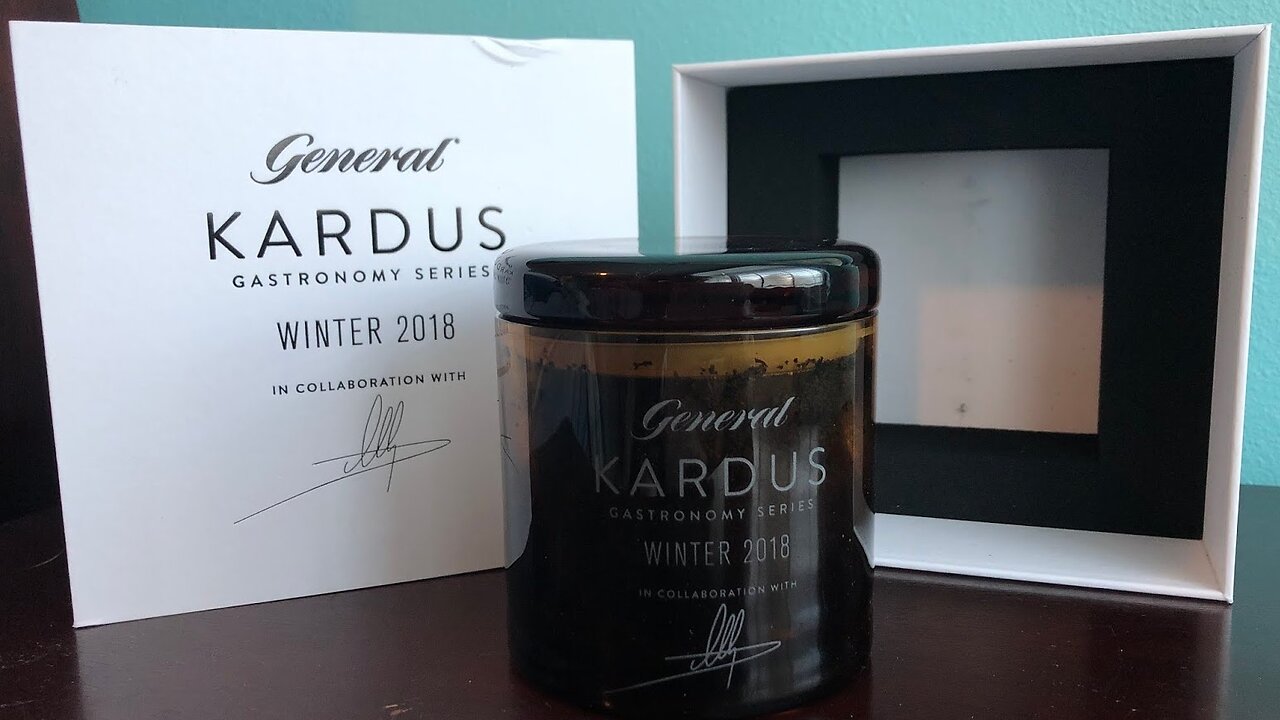 General
KARDUS
GASTRONOMY SERIES
WINTER 2018
IN COLLABORATION WITH
General
KARDUS
GASTRONOMY SERIES
WINTER 2018
IN COLLABORATION WITH